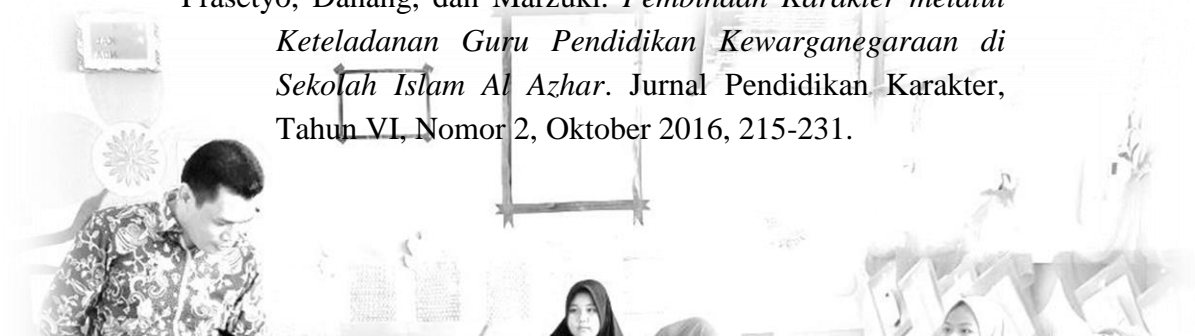 Prasetyo, Danang, dan Marzuki. Pembinaan Karakter melalui
Keteladanan Guru Pendidikan Kewarganegaraan di
Sekolah Islam Al Azhar. Jurnal Pendidikan Karakter,
Tahun VI, Nomor 2, Oktober 2016, 215-231.